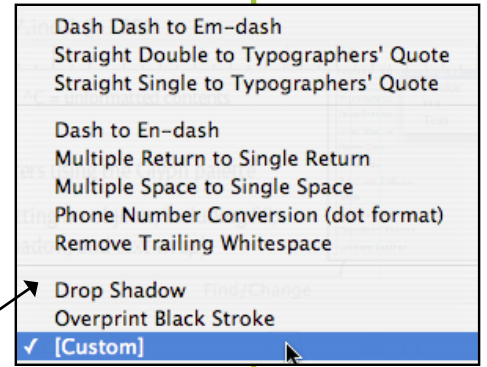 Dash Dash to Em-dash
Straight Double to Typographers' Quote
Straight Single to Typographers' Quote
Dash to En-dash
Multiple Return to Single Return
Multiple Space to Single Space
Phone Number Conversion (dot format)
Remove Trailing Whitespace
Drop Shadow
Find/Change
Overprint Black Stroke
✓ [Custom]